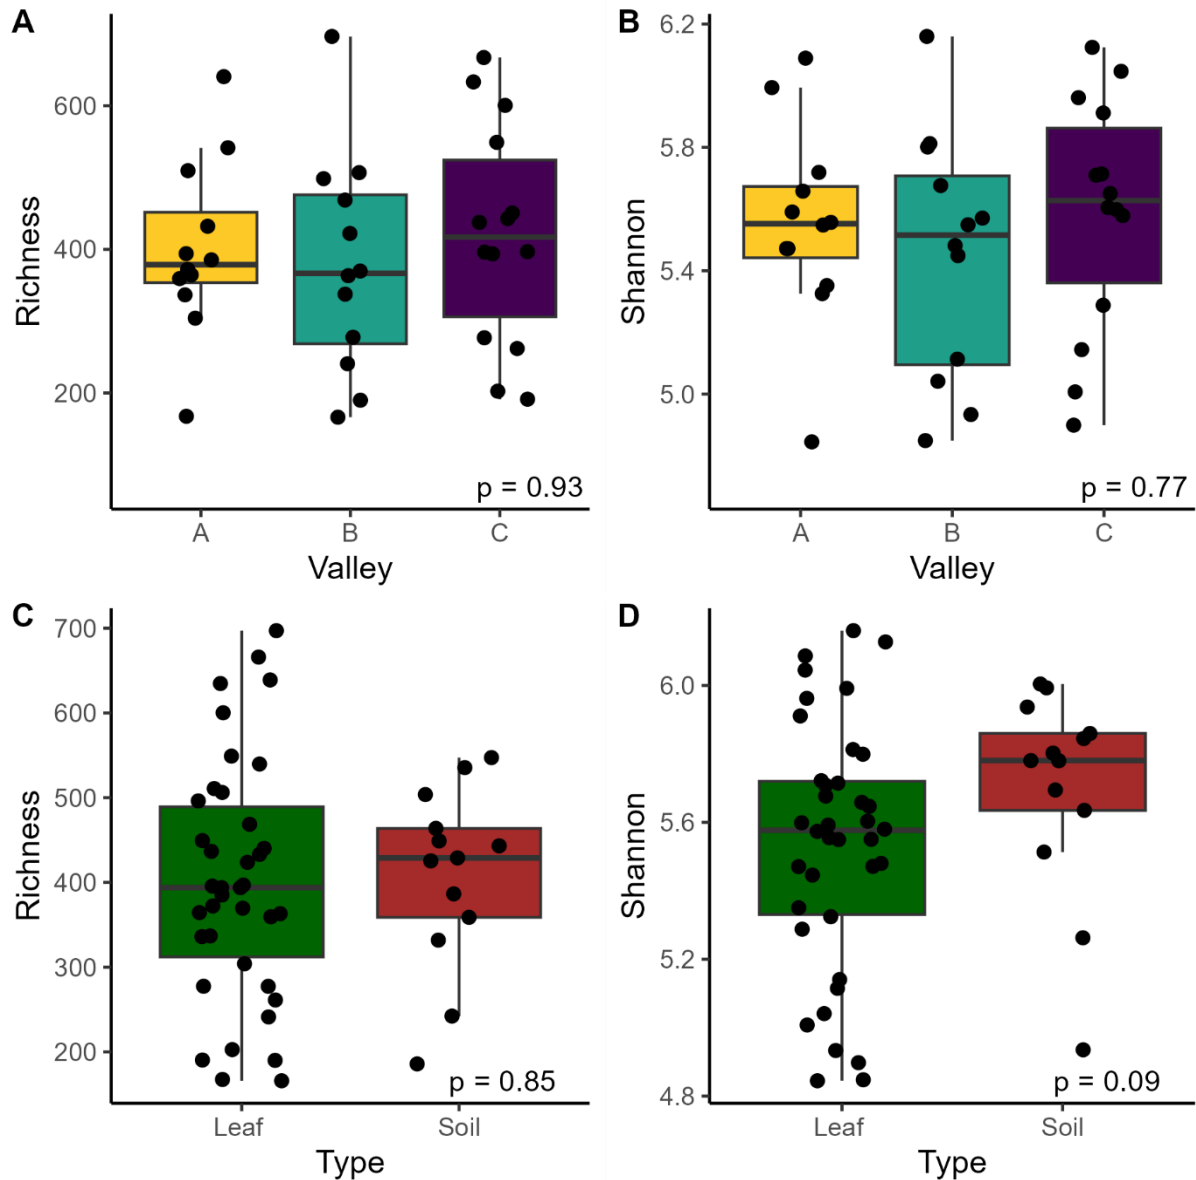 A
Richness
600
400
200
p = 0.93
A B C
Valley
B
Shannon
6.2
5.8
5.4
5.0
p = 0.77
A B C
Valley
C
Richness
700
600
500
400
300
200
p = 0.85
Leaf Soil
Type
D
Shannon
6.0
5.6
5.2
4.8
p = 0.09
Leaf Soil
Type